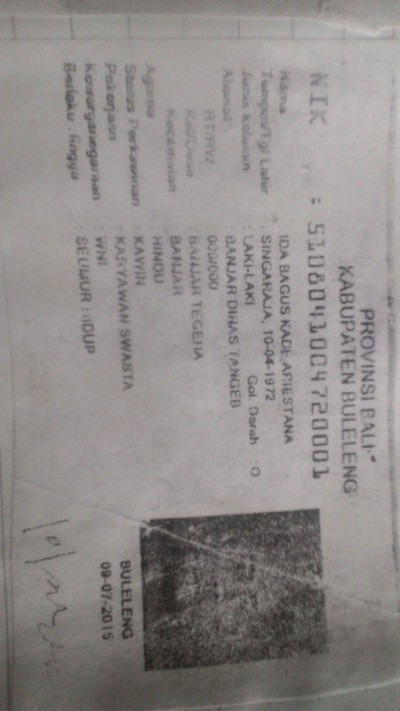 PROVINSI BALI
KABUPATEN BULELENG
NIK : 5108041004720001
Nama : IDA BAGUS KADE ARIESTANA
Tempat/Tgl Lahir : SINGARAJA, 10-04-1972
Jenis kelamin : LAKI-LAKI Gol. Darah O
Alamat : BANJAR DINAS TANGEB
RT/RW : 000/000
Kel/Desa : BANJAR TEGEHA
Kecamatan : BANJAR
Agama : HINDU
Status Perkawinan : KAWIN
Pekerjaan : KARYAWAN SWASTA
Kewarganegaraan : WNI
Berlaku Hingga : SEUMUR HIDUP
BULELENG
09-07-2015